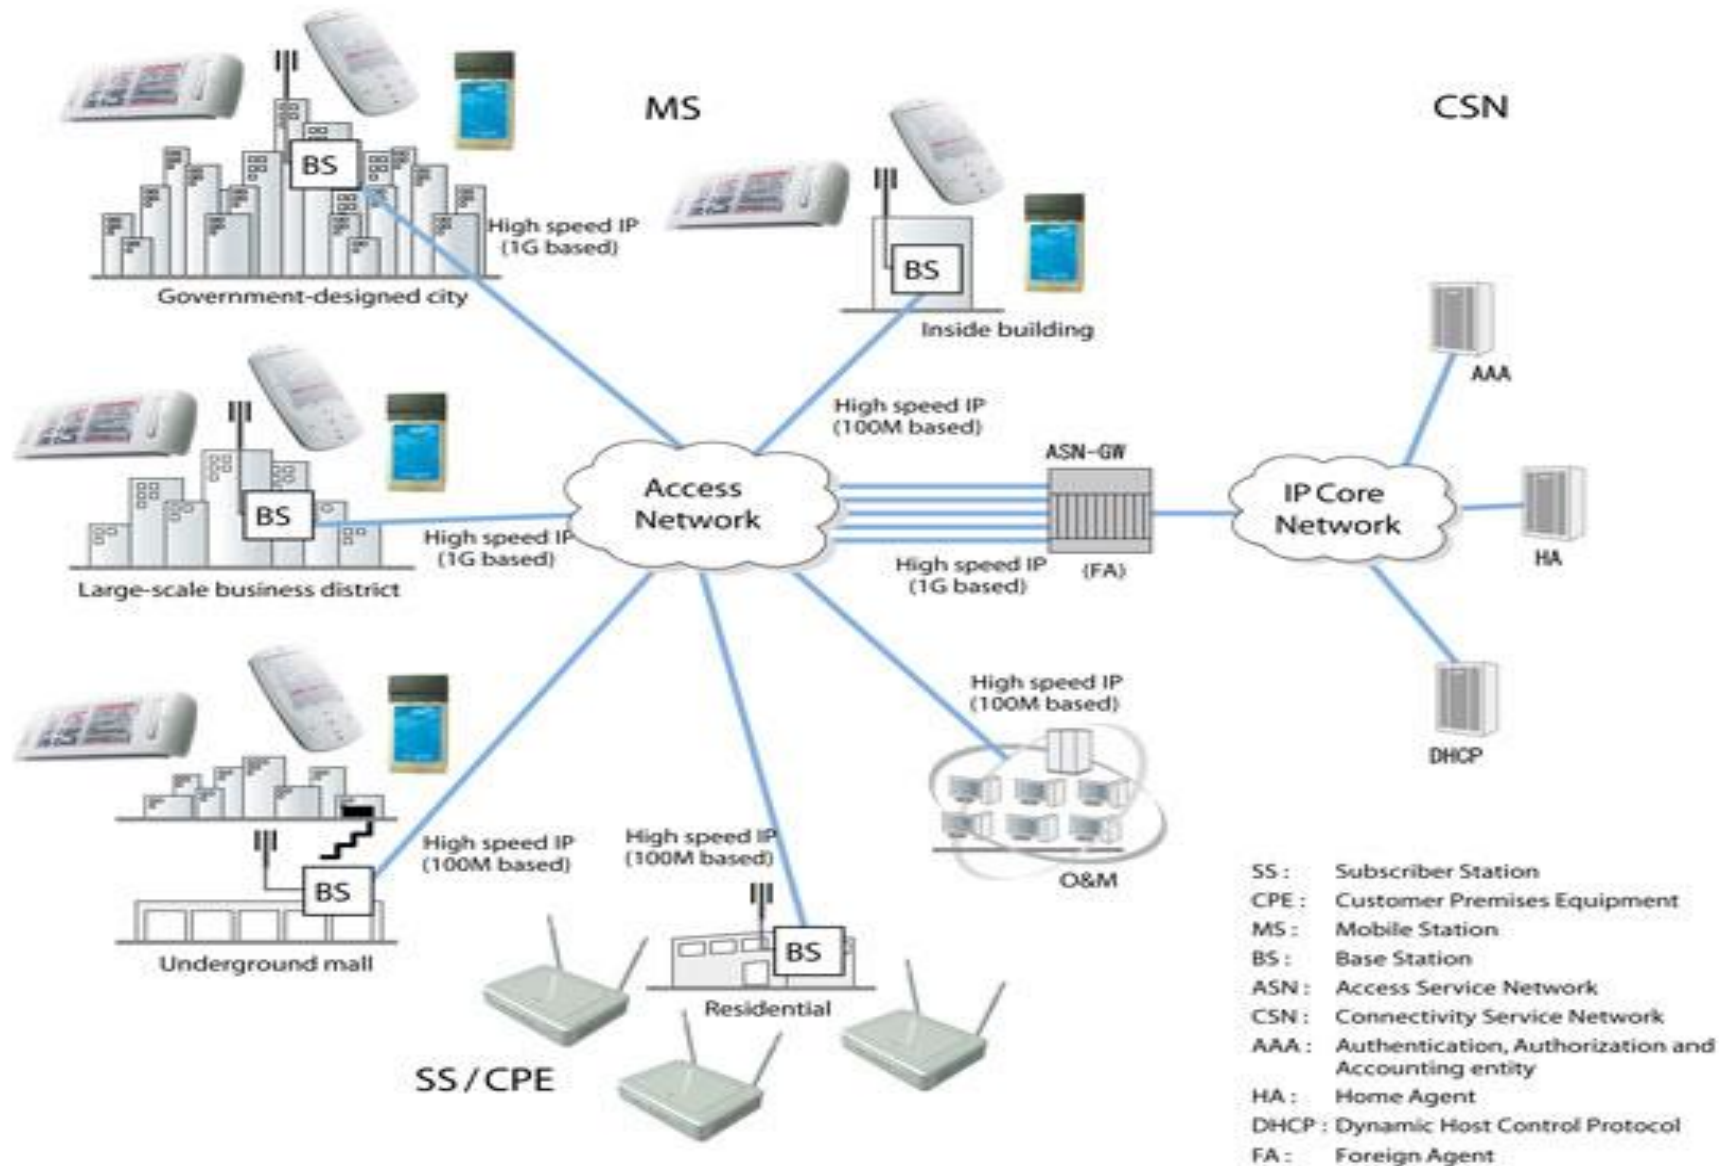 MS
CSN
BS
High speed IP
(1G based)
Government-designed city
BS
Inside building
High speed IP
(100M based)
AAA
BS
High speed IP
(1G based)
Large-scale business district
Access
Network
ASN-GW
(FA)
High speed IP
(1G based)
IP Core
Network
HA
DHCP
High speed IP
(100M based)
O&M
BS
High speed IP
(100M based)
Underground mall
High speed IP
(100M based)
BS
Residential
SS / CPE
SS : Subscriber Station
CPE : Customer Premises Equipment
MS : Mobile Station
BS : Base Station
ASN : Access Service Network
CSN : Connectivity Service Network
AAA : Authentication, Authorization and
Accounting entity
HA : Home Agent
DHCP : Dynamic Host Control Protocol
FA : Foreign Agent